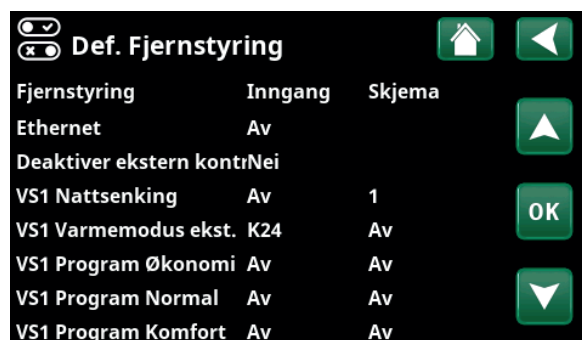 Def. Fjernstyring
Fjernstyring Inngang Skjema
Ethernet Av
Deaktiver ekstern kontr Nei
VS1 Nattsenking Av 1
VS1 Varmemodus ekst. K24 Av
VS1 Program Økonomi Av Av
VS1 Program Normal Av Av
VS1 Program Komfort Av Av
OK